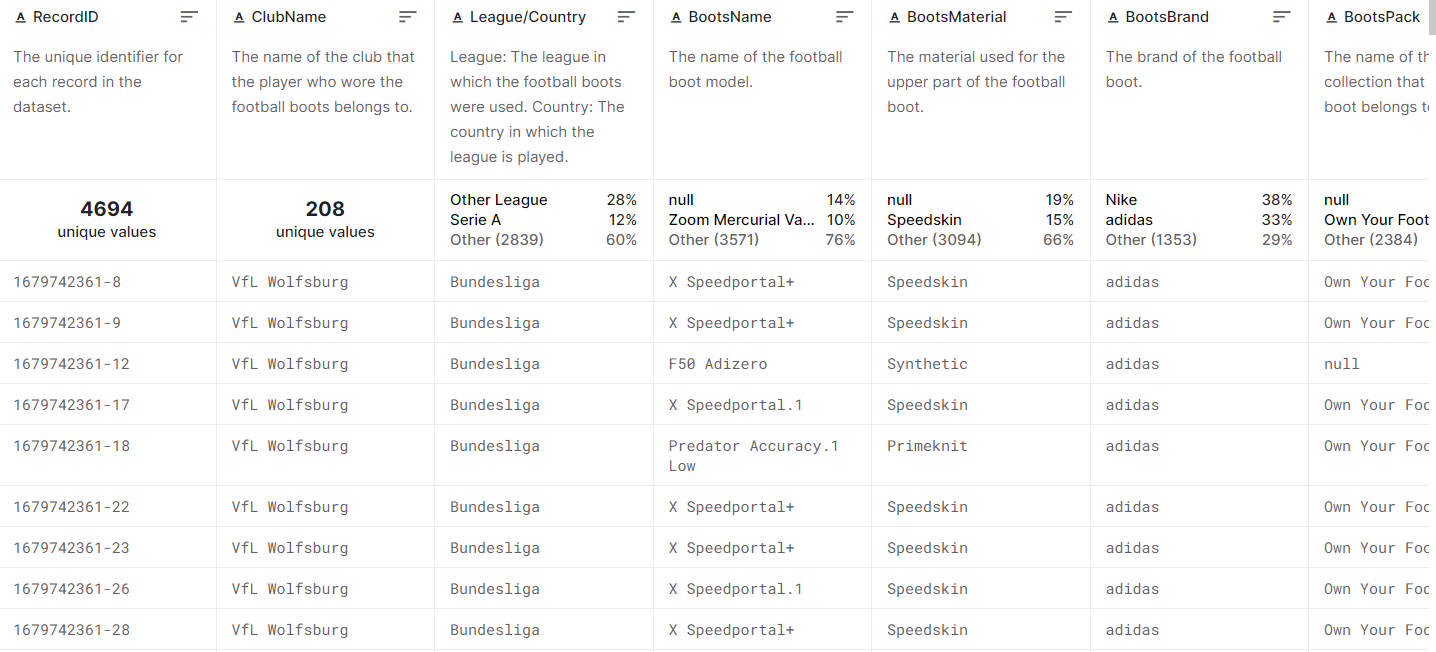 RecordID ClubName League/Country BootsName BootsMaterial BootsBrand BootsPack
The unique identifier for each record in the dataset.
The name of the club that the player who wore the football boots belongs to.
League: The league in which the football boots were used. Country: The country in which the league is played.
The name of the football boot model.
The material used for the upper part of the football boot.
The brand of the football boot.
The name of
collection that
boot belongs
4694 unique values
208 unique values
Other League 28%
Serie A 12%
Other (2839) 60%
null 14%
Zoom Mercurial Va... 10%
Other (3571) 76%
null 19%
Speedskin 15%
Other (3094) 66%
Nike 38%
adidas 33%
Other (1353) 29%
null
Own Your Foot
Other (2384)
1679742361-8 VfL Wolfsburg Bundesliga X Speedportal+ Speedskin adidas Own Your Foo
1679742361-9 VfL Wolfsburg Bundesliga X Speedportal+ Speedskin adidas Own Your Foo
1679742361-12 VfL Wolfsburg Bundesliga F50 Adizero Synthetic adidas null
1679742361-17 VfL Wolfsburg Bundesliga X Speedportal.1 Speedskin adidas Own Your Foo
1679742361-18 VfL Wolfsburg Bundesliga Predator Accuracy.1 Low Primeknit adidas Own Your Foo
1679742361-22 VfL Wolfsburg Bundesliga X Speedportal+ Speedskin adidas Own Your Foo
1679742361-23 VfL Wolfsburg Bundesliga X Speedportal+ Speedskin adidas Own Your Foo
1679742361-26 VfL Wolfsburg Bundesliga X Speedportal.1 Speedskin adidas Own Your Foo
1679742361-28 VfL Wolfsburg Bundesliga X Speedportal+ Speedskin adidas Own Your Foo